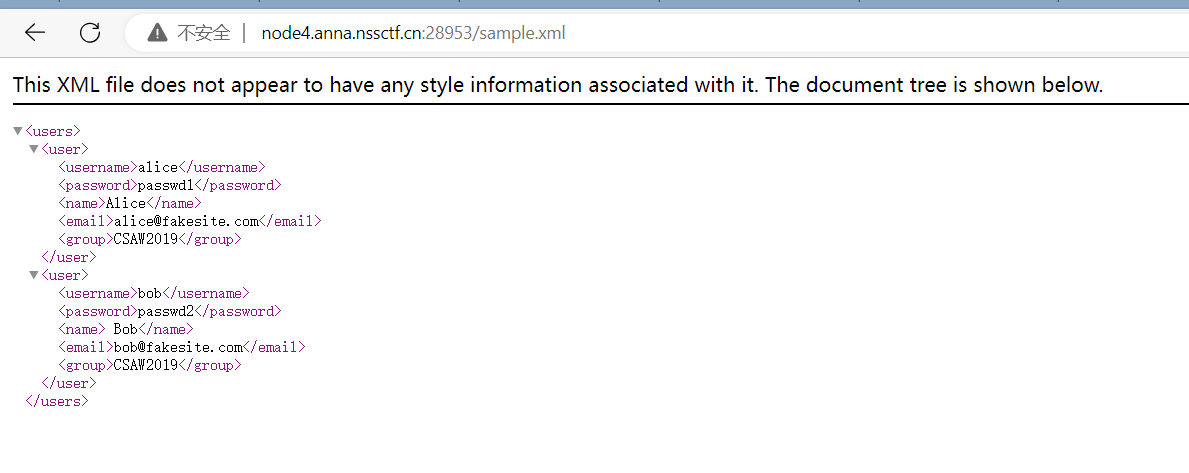 不安全 | node4.anna.nssctf.cn:28953/sample.xml
This XML file does not appear to have any style information associated with it. The document tree is shown below.
▼<users>
▼<user>
<username>alice</username>
<password>passwd1</password>
<name>Alice</name>
<email>alice@fakesite.com</email>
<group>CSAW2019</group>
</user>
▼<user>
<username>bob</username>
<password>passwd2</password>
<name> Bob</name>
<email>bob@fakesite.com</email>
<group>CSAW2019</group>
</user>
</users>